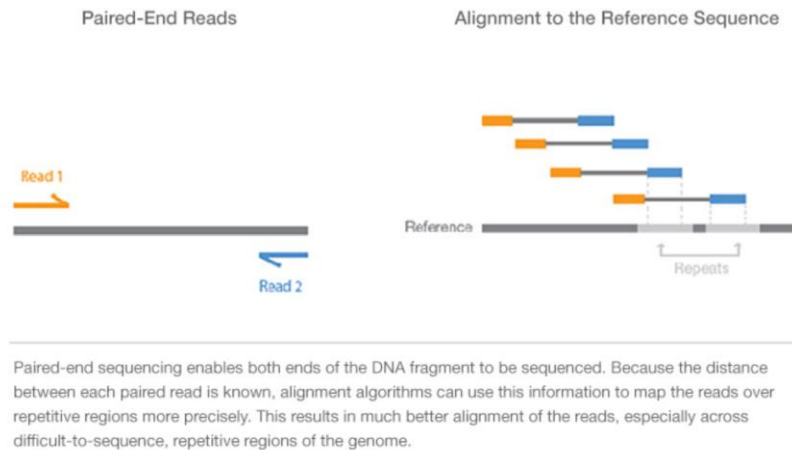 Paired-End Reads
Alignment to the Reference Sequence
Read 1
Reference
Read 2
Repeats
Paired-end sequencing enables both ends of the DNA fragment to be sequenced. Because the distance
between each paired read is known, alignment algorithms can use this information to map the reads over
repetitive regions more precisely. This results in much better alignment of the reads, especially across
difficult-to-sequence, repetitive regions of the genome.